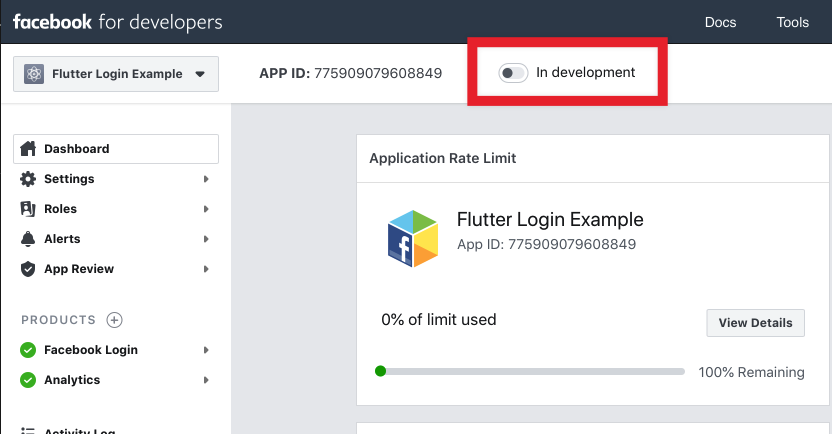 facebook for developers
Docs
Tools
Flutter Login Example
APP ID: 775909079608849
In development
Dashboard
Settings
Roles
Alerts
App Review
PRODUCTS
Facebook Login
Analytics
Activity Log
Application Rate Limit
Flutter Login Example
App ID: 775909079608849
0% of limit used
View Details
100% Remaining